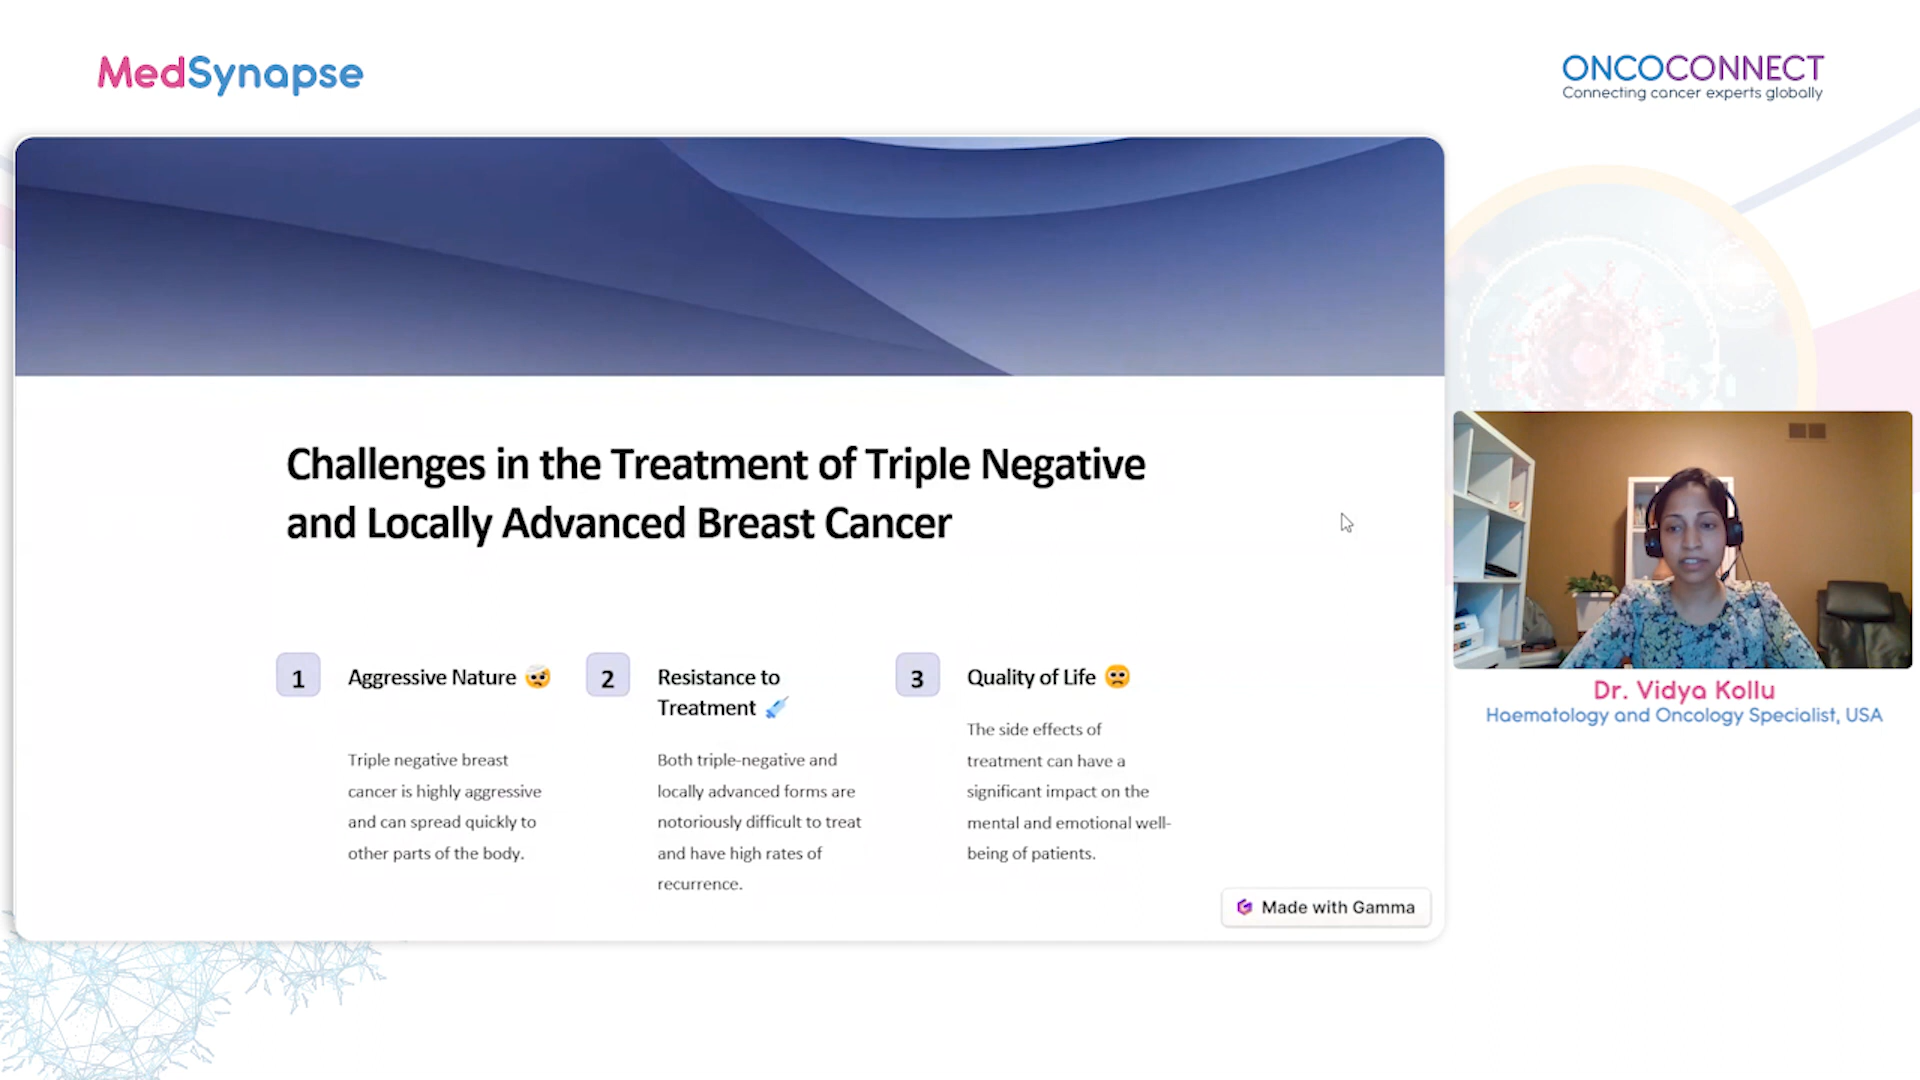 MedSynapse
ONCOCONNECT
Connecting cancer experts globally
Challenges in the Treatment of Triple Negative
and Locally Advanced Breast Cancer
1
Aggressive Nature
Triple negative breast
cancer is highly aggressive
and can spread quickly to
other parts of the body.
2
Resistance to
Treatment
Both triple-negative and
locally advanced forms are
notoriously difficult to treat
and have high rates of
recurrence.
3
Quality of Life
The side effects of
treatment can have a
significant impact on the
mental and emotional well-
being of patients.
Made with Gamma
Dr. Vidya Kollu
Haematology and Oncology Specialist, USA